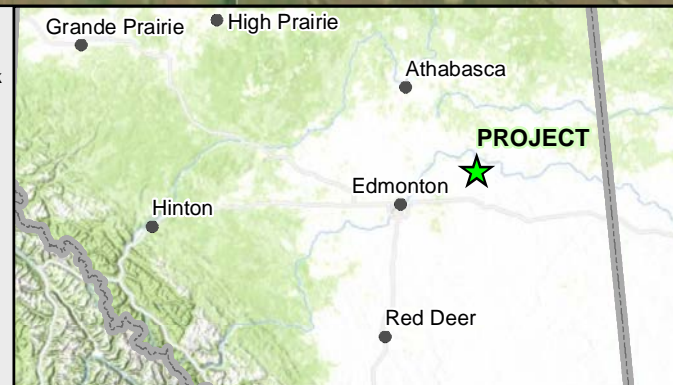 Grande Prairie
High Prairie
Athabasca
PROJECT
Edmonton
Hinton
Red Deer